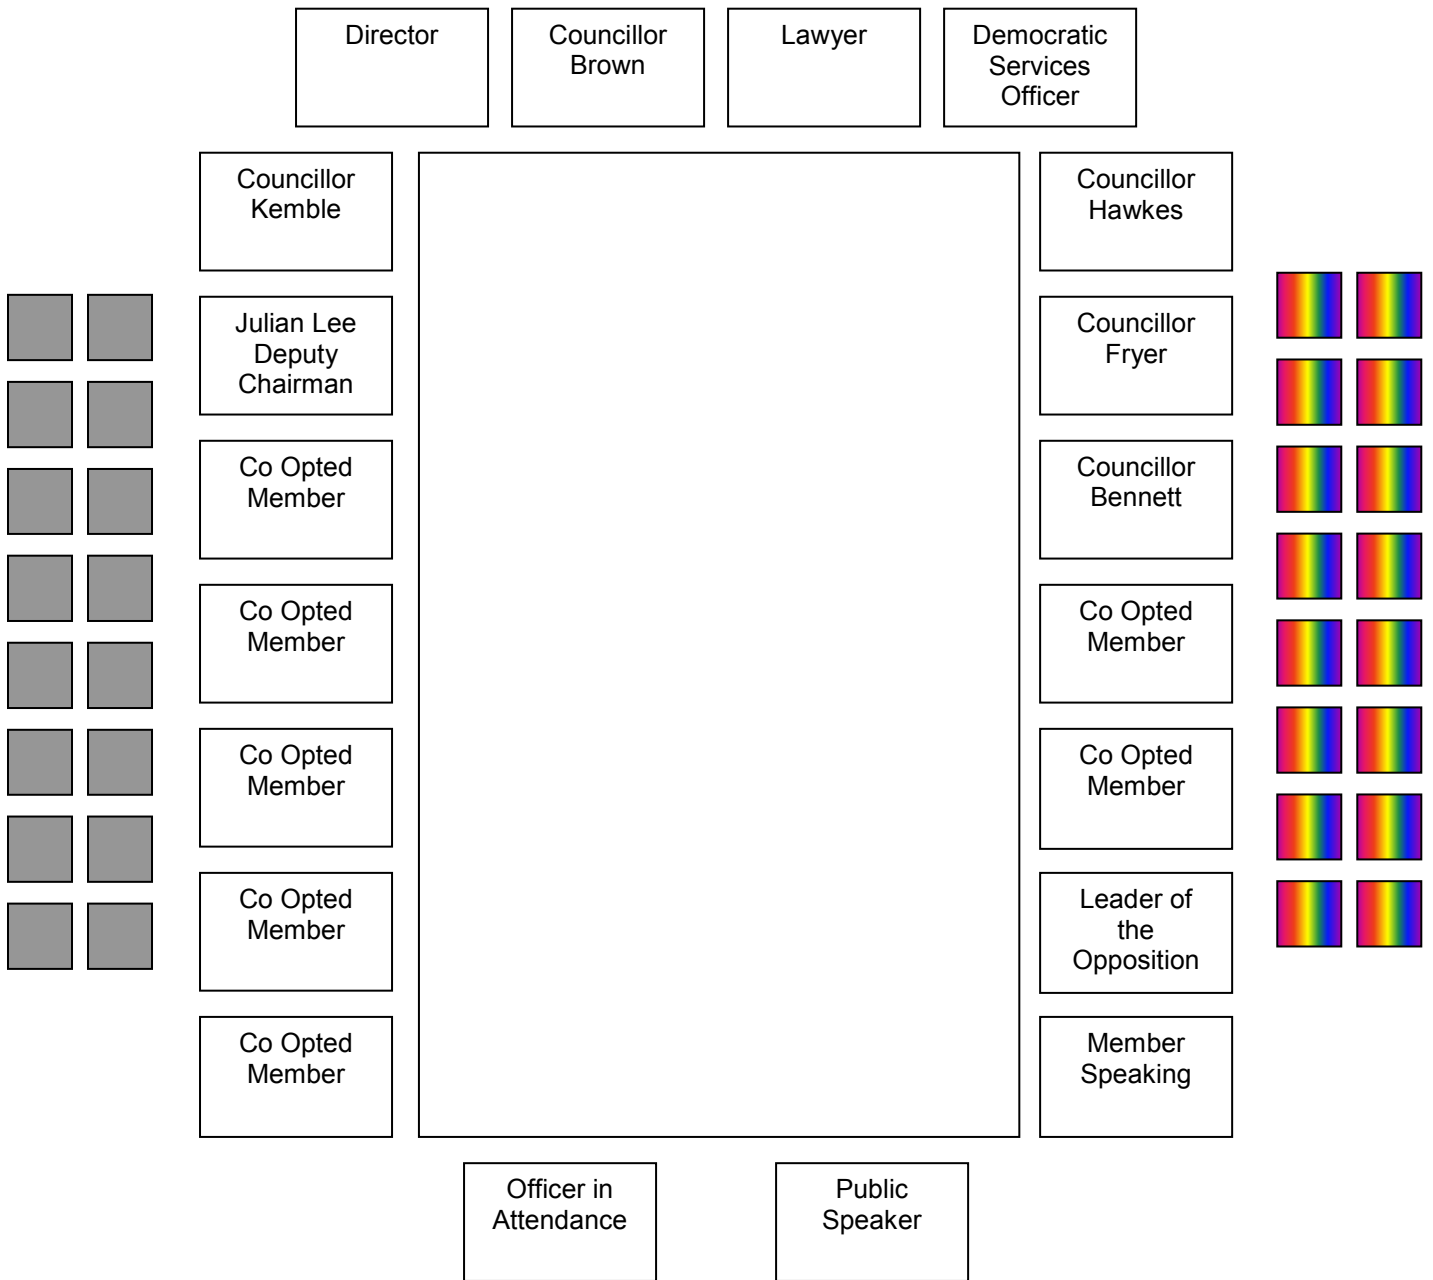 Director
Councillor
Brown
Lawyer
Democratic
Services
Officer
Councillor
Kemble
Councillor
Hawkes
Julian Lee
Deputy
Chairman
Councillor
Fryer
Co Opted
Member
Councillor
Bennett
Co Opted
Member
Co Opted
Member
Co Opted
Member
Co Opted
Member
Co Opted
Member
Leader of
the
Opposition
Co Opted
Member
Member
Speaking
Officer in
Attendance
Public
Speaker